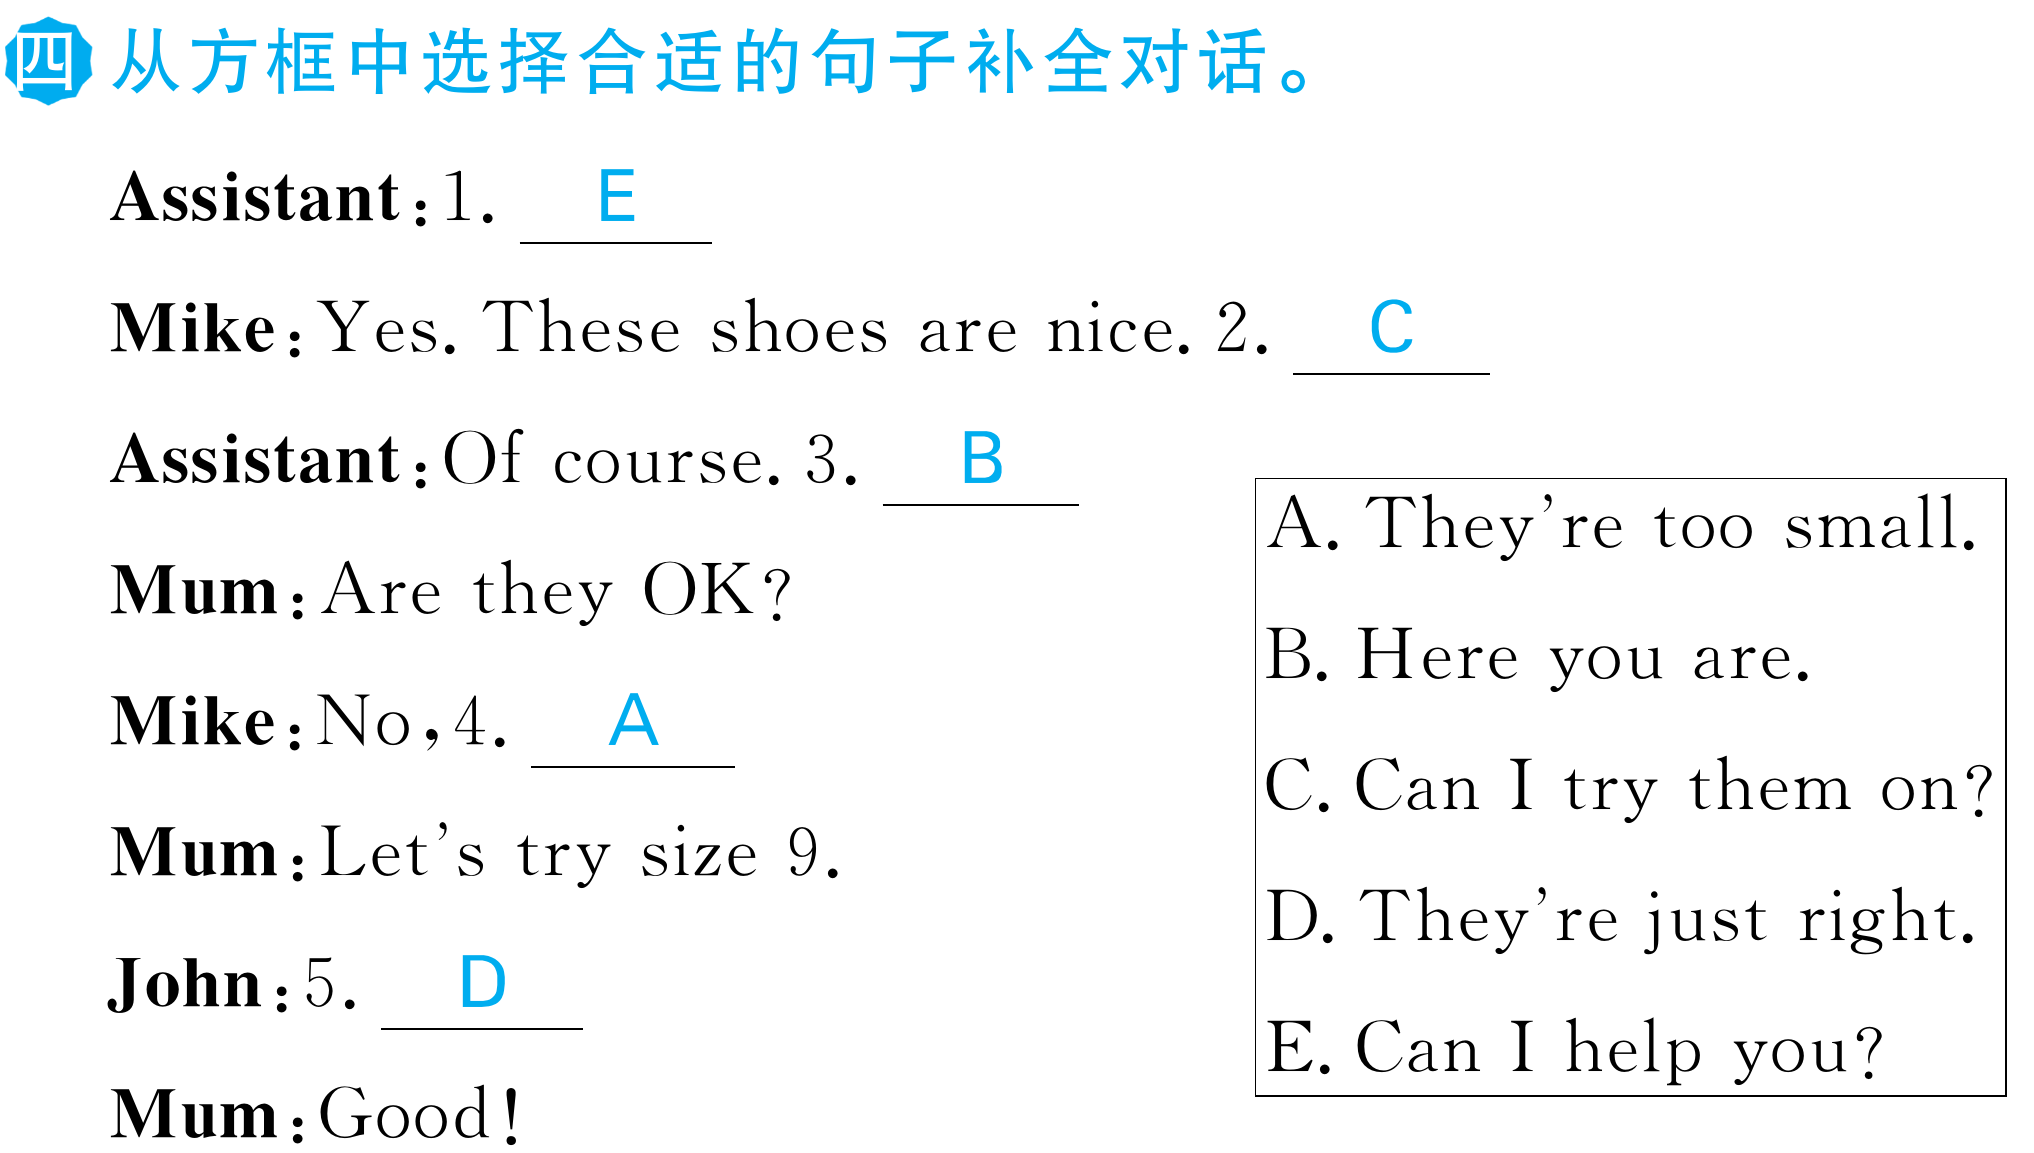 四 从方框中选择合适的句子补全对话。
Assistant:1. E
Mike:Yes. These shoes are nice. 2. C
Assistant:Of course. 3. B
Mum:Are they OK?
Mike:No,4. A
Mum:Let's try size 9.
John:5. D
Mum:Good!
A. They're too small.
B. Here you are.
C. Can I try them on?
D. They're just right.
E. Can I help you?